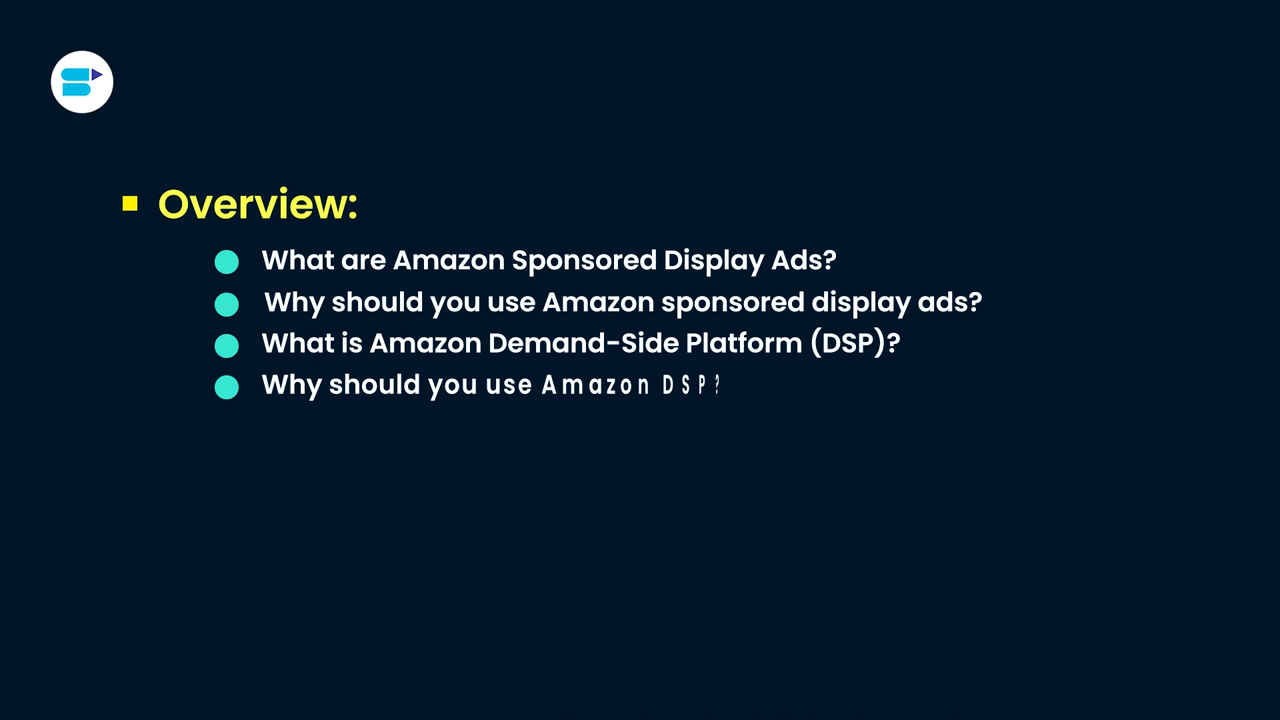 Overview:
What are Amazon Sponsored Display Ads?
Why should you use Amazon sponsored display ads?
What is Amazon Demand-Side Platform (DSP)?
Why should you use Amazon DSP?